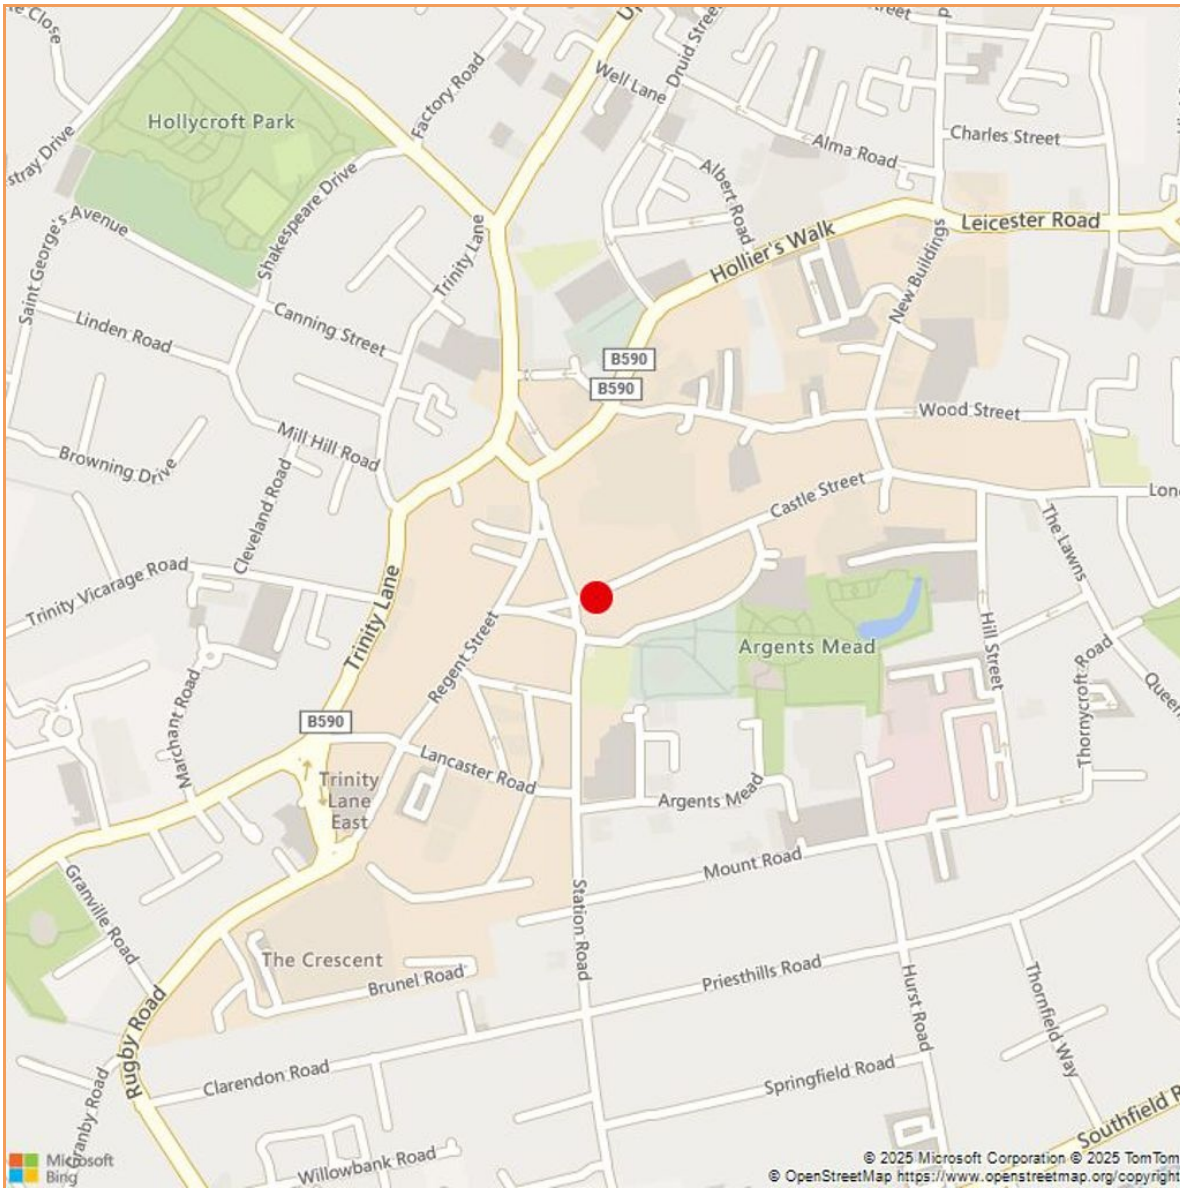 Close
Hollycroft Park
Factory Road
Well Lane
Druid Street
Street
Alma Road
Charles Street
Albert Road
Shakespeare Drive
Saint George's Avenue
Trinity Lane
Hollier's Walk
Leicester Road
New Buildings
Canning Street
Linden Road
B590
B590
Wood Street
Mill Hill Road
Browning Drive
Cleveland Road
Castle Street
The Lawns
Trinity Vicarage Road
Trinity Lane
Regent Street
Argents Mead
Hill Street
Thornycroft Road
Marchant Road
B590
Lancaster Road
Trinity
Lane
East
Argents Mead
Mount Road
Granville Road
Station Road
The Crescent
Brunel Road
Priesthills Road
Hurst Road
Thornfield Way
Rugby Road
Clarendon Road
Springfield Road
Granby Road
Southfield R
Willowbank Road
Microsoft
Bing
© 2025 Microsoft Corporation © 2025 TomTom
© OpenStreetMap https://www.openstreetmap.org/copyright